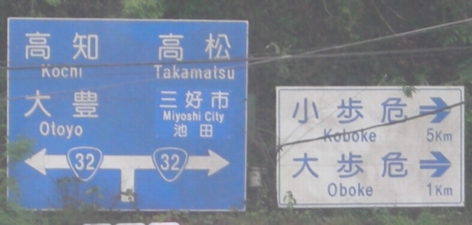 高知
Kochi
高松
Takamatsu
大豊
Otoyo
三好市
Miyoshi City
池田
32
32
小歩危
Koboke
5Km
大歩危
Oboke
1Km